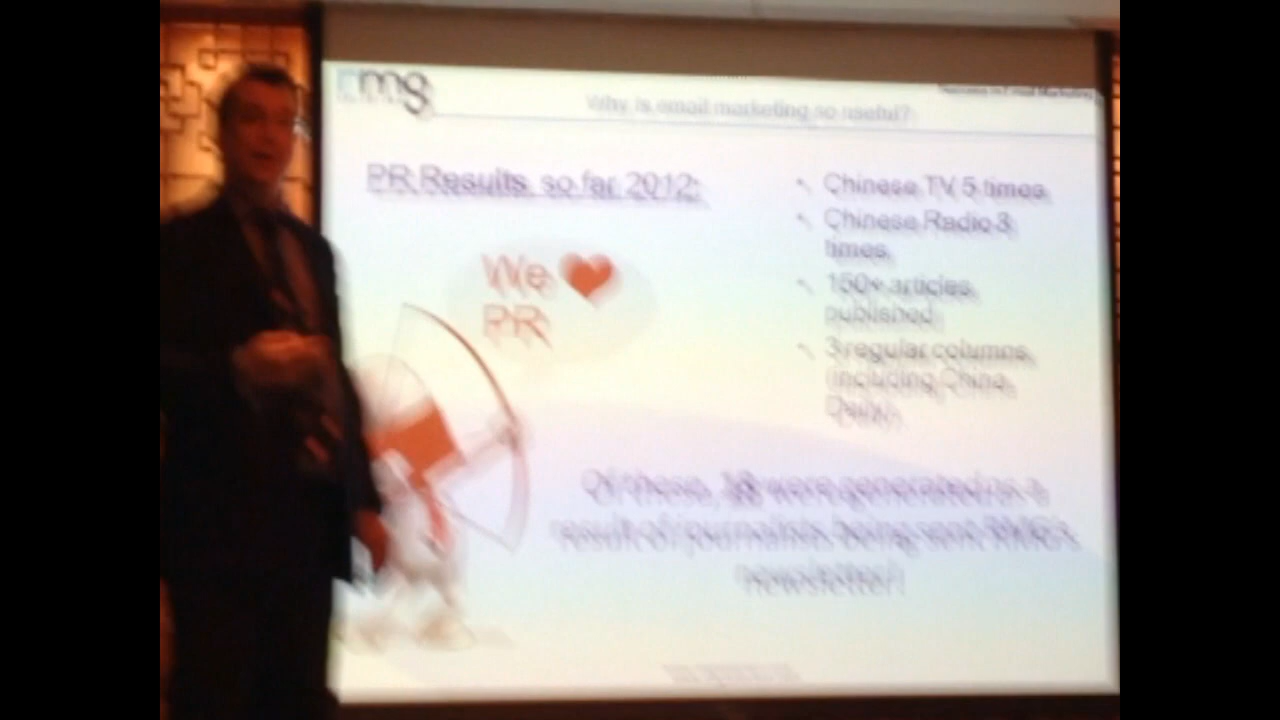 rmg
Why is email marketing so useful?
PR Results so far 2012:
Chinese TV 5 times
Chinese Radio 3
times
150+ articles
published
3 regular columns
(including China
Daily)
We ♥
PR
Of these, were generated as a
result of journalists being sent RMG's
newsletter!